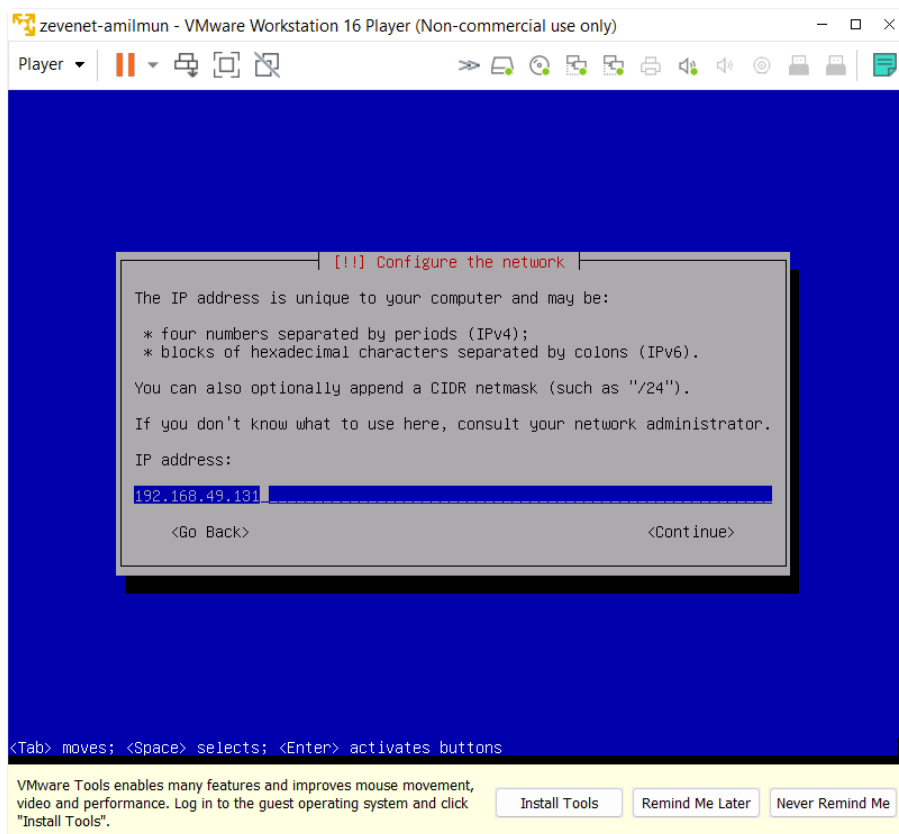 zevenet-amilmun - VMware Workstation 16 Player (Non-commercial use only)
Player
[!!] Configure the network
The IP address is unique to your computer and may be:
* four numbers separated by periods (IPv4);
* blocks of hexadecimal characters separated by colons (IPv6).
You can also optionally append a CIDR netmask (such as "/24").
If you don't know what to use here, consult your network administrator.
IP address:
192.168.49.131
<Go Back> <Continue>
<Tab> moves; <Space> selects; <Enter> activates buttons
VMware Tools enables many features and improves mouse movement,
video and performance. Log in to the guest operating system and click
"Install Tools".
Install Tools Remind Me Later Never Remind Me